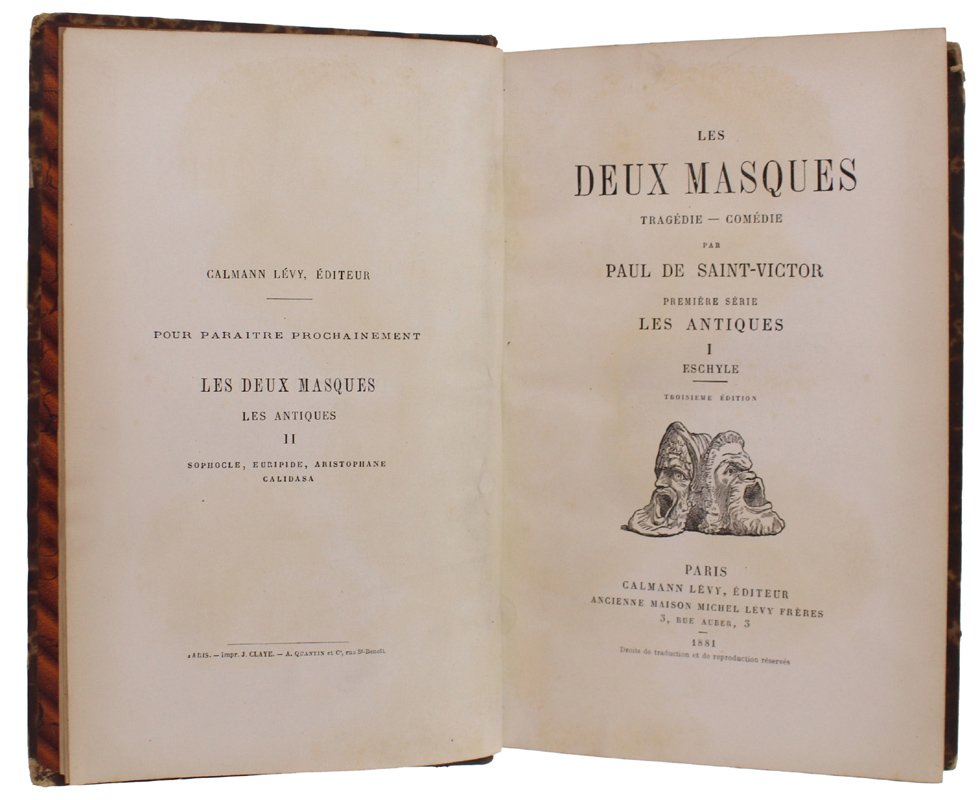 CALMANN LÉVY, ÉDITEUR
POUR PARAITRE PROCHAINEMENT
LES DEUX MASQUES
LES ANTIQUES
II
SOPHOCLE, EURIPIDE, ARISTOPHANE
CALIDASA
PARIS. — Impr. J. CLAYE. — A. QUANTIN et Cⁱᵉ, rue Sᵗ-Benoît.
LES
DEUX MASQUES
TRAGÉDIE — COMÉDIE
PAR
PAUL DE SAINT-VICTOR
PREMIÈRE SÉRIE
LES ANTIQUES
I
ESCHYLE
TROISIEME ÉDITION
PARIS
CALMANN LÉVY, ÉDITEUR
ANCIENNE MAISON MICHEL LÉVY FRÈRES
3, RUE AUBER, 3
1881
Droits de traduction et de reproduction réservés